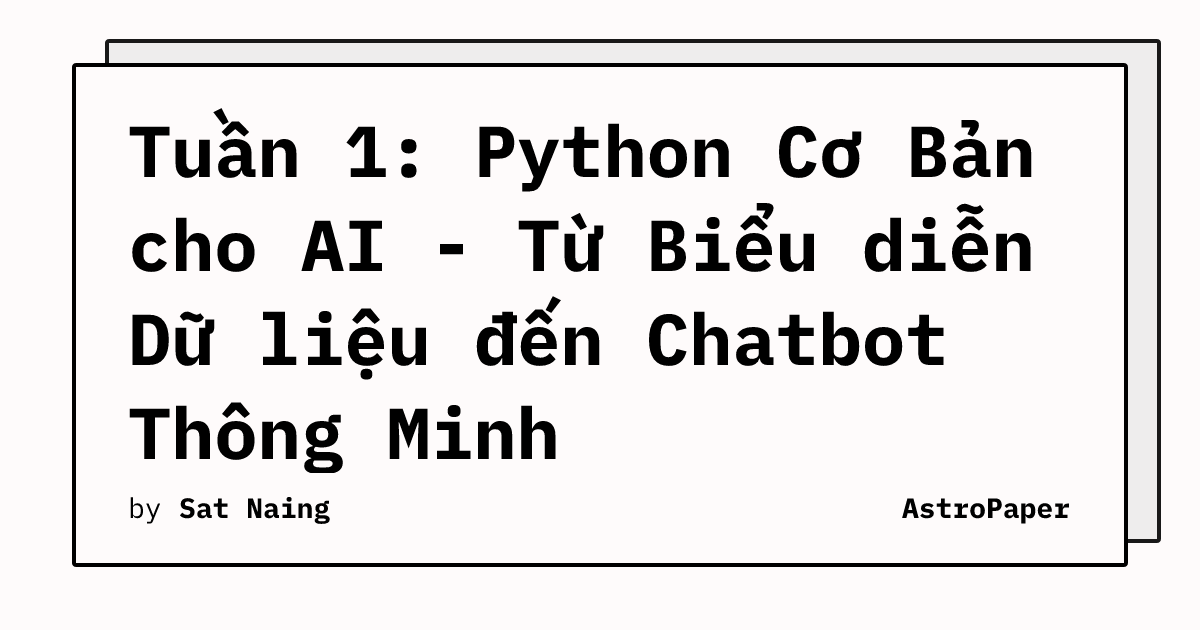 Tuần 1: Python Cơ Bản
cho AI - Từ Biểu diễn
Dữ liệu đến Chatbot
Thông Minh
by Sat Naing
AstroPaper